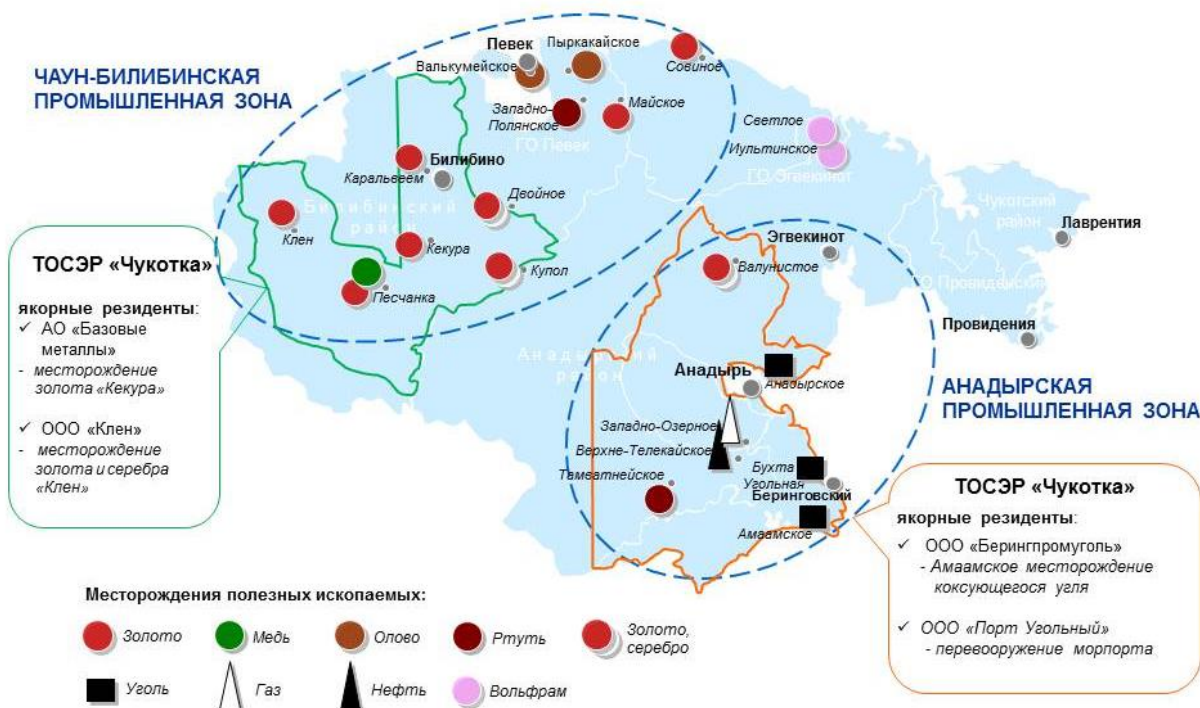 ЧАУН-БИЛИБИНСКАЯ
ПРОМЫШЛЕННАЯ ЗОНА
Певек
Пыркакайское
Валькумейское
Совиное
Западно-
Полянское
Майское
ГО Певек
Светлое
Иультинское
ГО Эгвекинот
Билибино
Каральвеем
Двойное
Билибинский
район
Клен
Кекура
Купол
Песчанка
Чукотский
район
Лаврентия
Эгвекинот
Валунистое
ГО Провиденский
Провидения
Анадырский
район
Анадырь
Анадырское
Западно-Озерное
Верхне-Телекайское
Тамватнейское
Бухта
Угольная
Беринговский
Амаамское
АНАДЫРСКАЯ
ПРОМЫШЛЕННАЯ ЗОНА
ТОСЭР «Чукотка»
якорные резиденты:
✓ АО «Базовые
металлы»
- месторождение
золота «Кекура»
✓ ООО «Клен»
- месторождение
золота и серебра
«Клен»
ТОСЭР «Чукотка»
якорные резиденты:
✓ ООО «Берингпромуголь»
- Амаамское месторождение
коксующегося угля
✓ ООО «Порт Угольный»
- перевооружение морпорта
Месторождения полезных ископаемых:
Золото
Медь
Олово
Ртуть
Золото,
серебро
Уголь
Газ
Нефть
Вольфрам